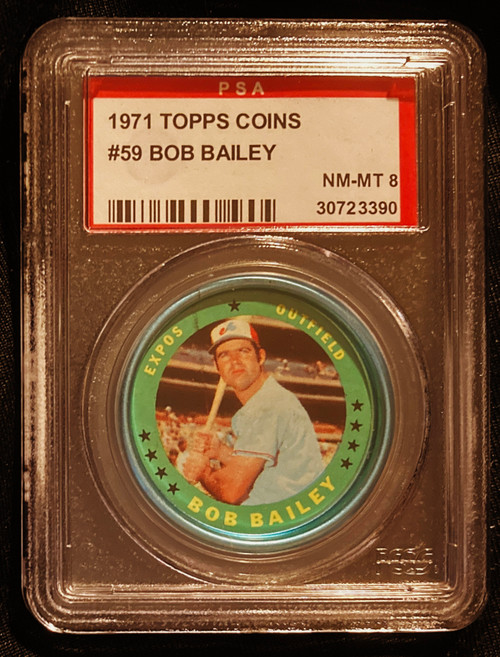 PSA
1971 TOPPS COINS
#59 BOB BAILEY
NM-MT 8
30723390
EXPOS
OUTFIELD
BOB BAILEY